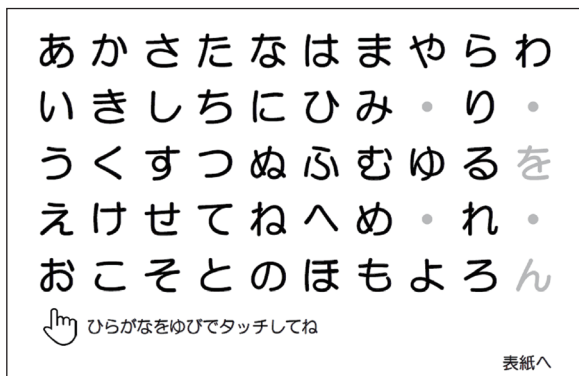 あ か さ た な は ま や ら わ
い き し ち に ひ み ・ り ・
う く す つ ぬ ふ む ゆ る を
え け せ て ね へ め ・ れ ・
お こ そ と の ほ も よ ろ ん
ひらがなをゆびでタッチしてね
表紙へ